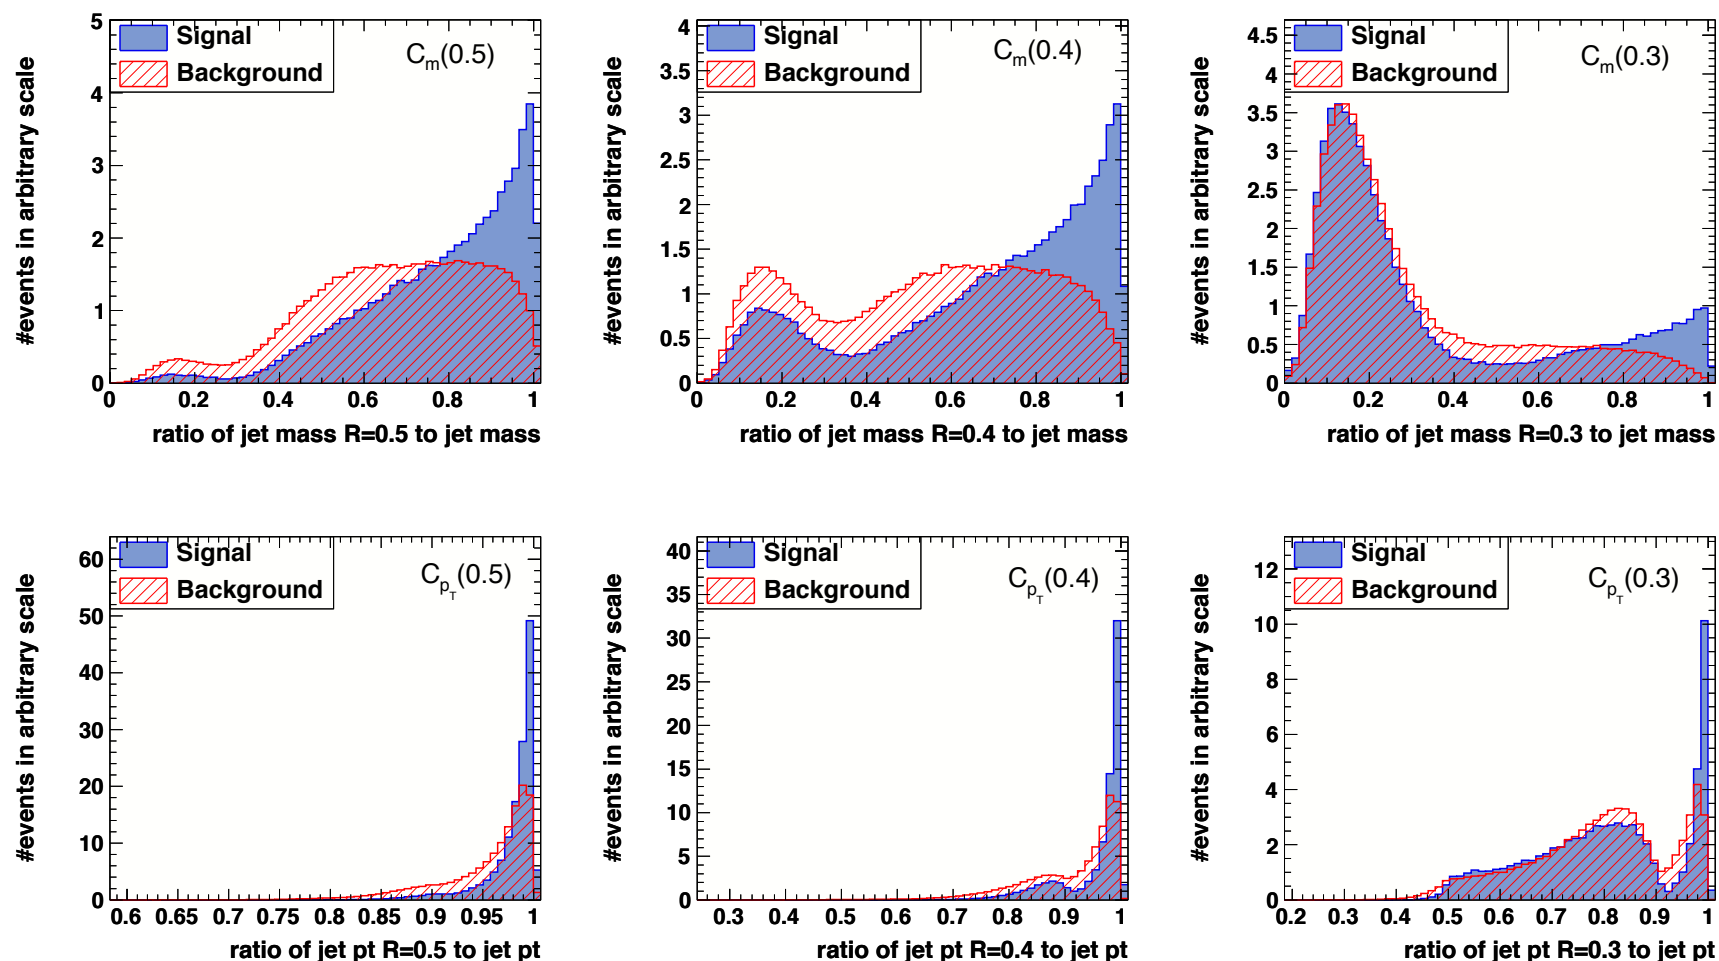 #events in arbitrary scale
5
4
3
2
1
0
Signal
Background
Cm(0.5)
0 0.2 0.4 0.6 0.8 1
ratio of jet mass R=0.5 to jet mass
#events in arbitrary scale
4
3.5
3
2.5
2
1.5
1
0.5
0
Signal
Background
Cm(0.4)
0 0.2 0.4 0.6 0.8 1
ratio of jet mass R=0.4 to jet mass
#events in arbitrary scale
4.5
4
3.5
3
2.5
2
1.5
1
0.5
0
Signal
Background
Cm(0.3)
0 0.2 0.4 0.6 0.8 1
ratio of jet mass R=0.3 to jet mass
#events in arbitrary scale
60
50
40
30
20
10
0
Signal
Background
CpT(0.5)
0.6 0.65 0.7 0.75 0.8 0.85 0.9 0.95 1
ratio of jet pt R=0.5 to jet pt
#events in arbitrary scale
40
35
30
25
20
15
10
5
0
Signal
Background
CpT(0.4)
0.3 0.4 0.5 0.6 0.7 0.8 0.9 1
ratio of jet pt R=0.4 to jet pt
#events in arbitrary scale
12
10
8
6
4
2
0
Signal
Background
CpT(0.3)
0.2 0.3 0.4 0.5 0.6 0.7 0.8 0.9 1
ratio of jet pt R=0.3 to jet pt